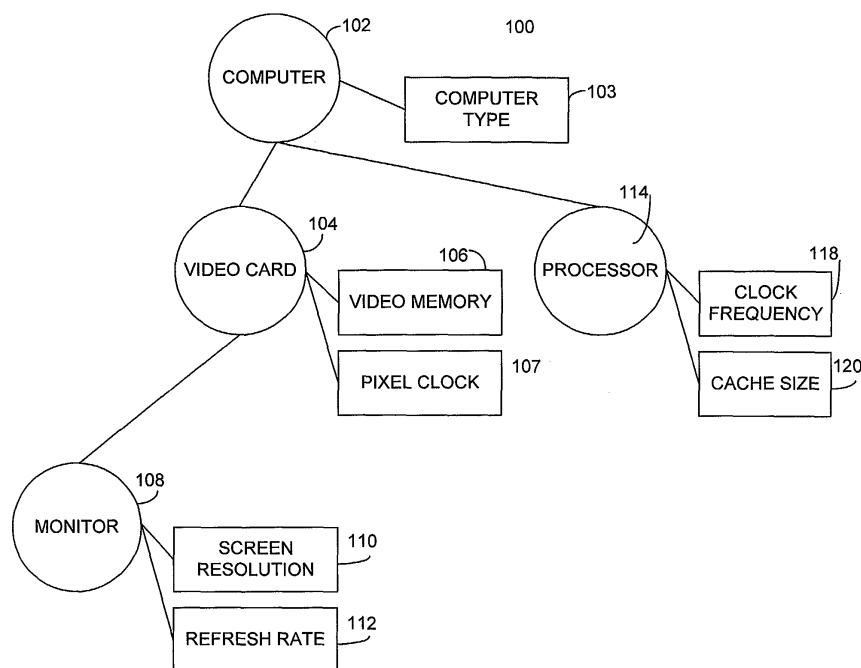 102
100
COMPUTER
COMPUTER
TYPE
103
114
104
VIDEO CARD
106
VIDEO MEMORY
PROCESSOR
118
CLOCK
FREQUENCY
PIXEL CLOCK
107
CACHE SIZE
120
108
MONITOR
SCREEN
RESOLUTION
110
REFRESH RATE
112